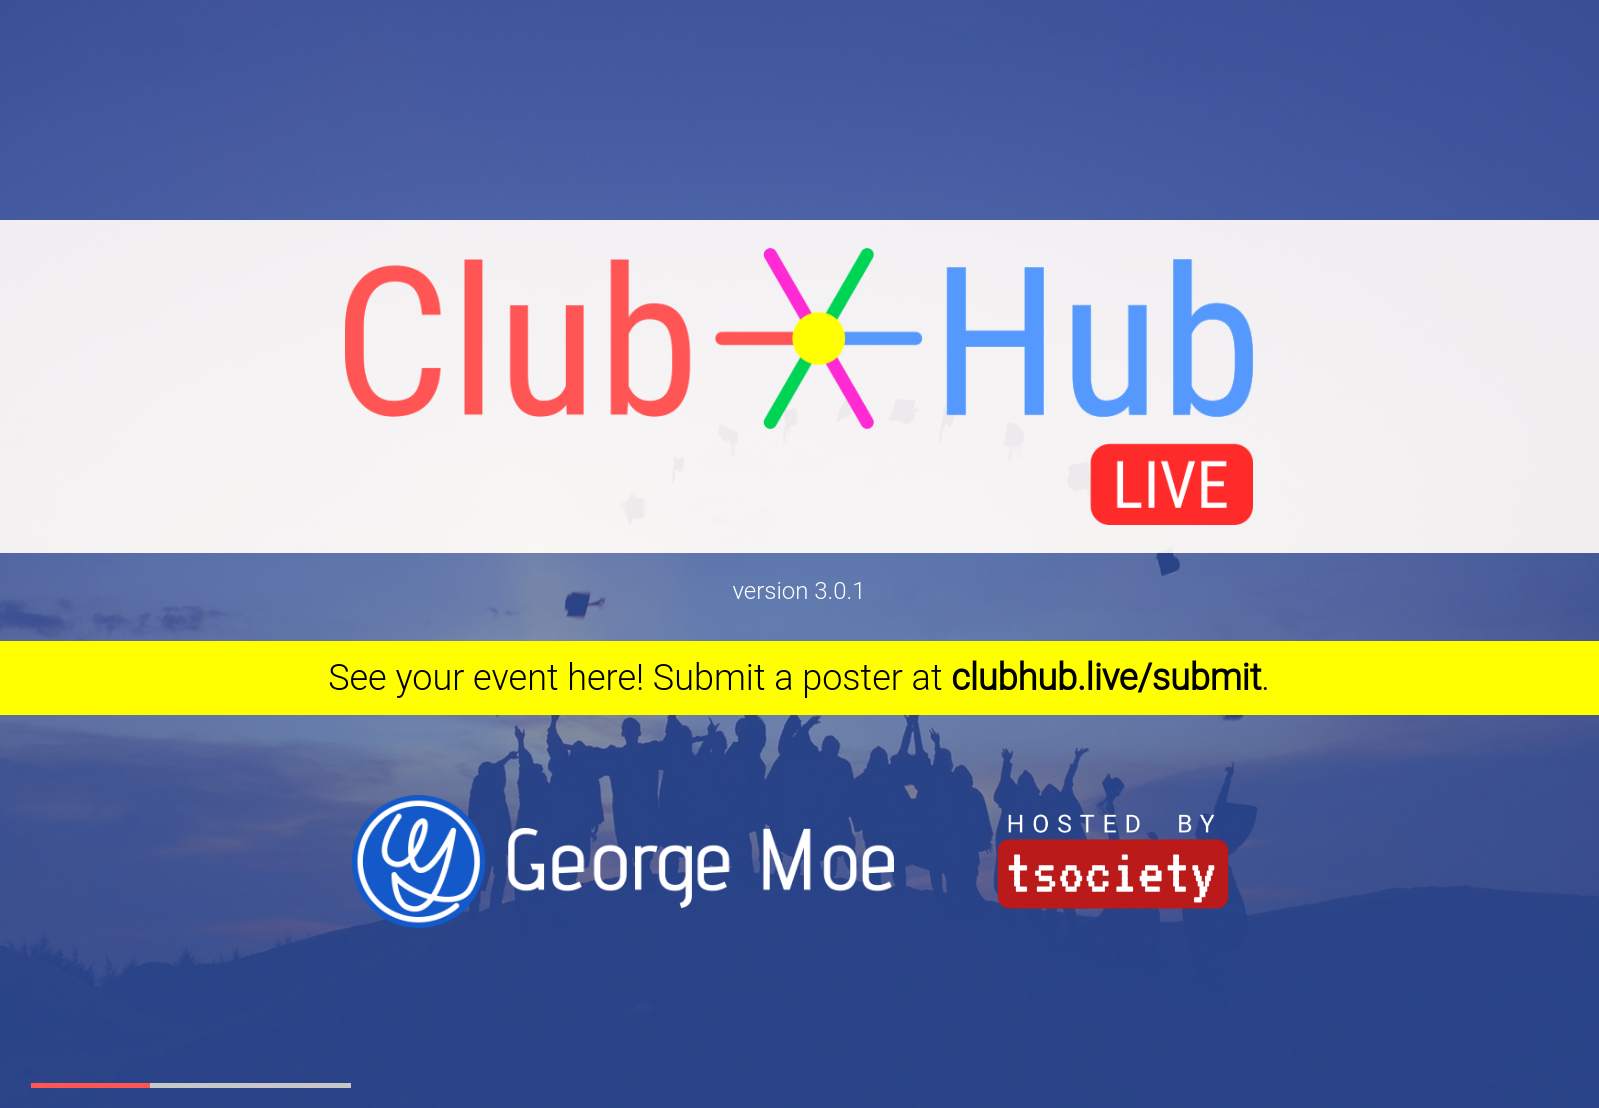 Club Hub
LIVE
version 3.0.1
See your event here! Submit a poster at clubhub.live/submit.
George Moe
HOSTED BY
tsociety